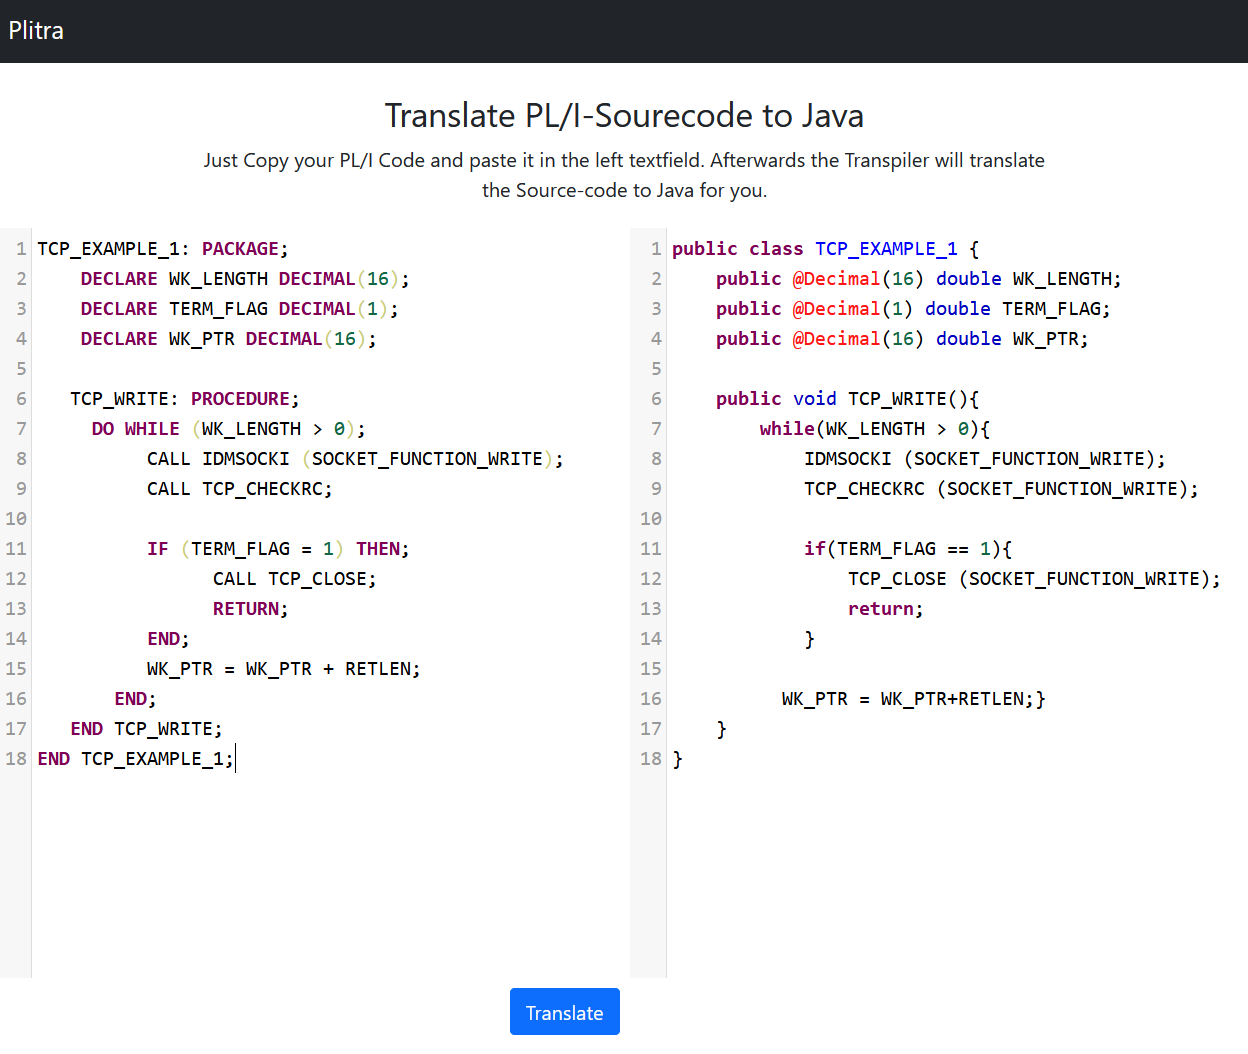 Plitra
Translate PL/I-Sourecode to Java
Just Copy your PL/I Code and paste it in the left textfield. Afterwards the Transpiler will translate
the Source-code to Java for you.
1 TCP_EXAMPLE_1: PACKAGE;
2 DECLARE WK_LENGTH DECIMAL(16);
3 DECLARE TERM_FLAG DECIMAL(1);
4 DECLARE WK_PTR DECIMAL(16);
5
6 TCP_WRITE: PROCEDURE;
7 DO WHILE (WK_LENGTH > 0);
8 CALL IDMSOCKI (SOCKET_FUNCTION_WRITE);
9 CALL TCP_CHECKRC;
10
11 IF (TERM_FLAG = 1) THEN;
12 CALL TCP_CLOSE;
13 RETURN;
14 END;
15 WK_PTR = WK_PTR + RETLEN;
16 END;
17 END TCP_WRITE;
18 END TCP_EXAMPLE_1;
1 public class TCP_EXAMPLE_1 {
2 public @Decimal(16) double WK_LENGTH;
3 public @Decimal(1) double TERM_FLAG;
4 public @Decimal(16) double WK_PTR;
5
6 public void TCP_WRITE(){
7 while(WK_LENGTH > 0){
8 IDMSOCKI (SOCKET_FUNCTION_WRITE);
9 TCP_CHECKRC (SOCKET_FUNCTION_WRITE);
10
11 if(TERM_FLAG == 1){
12 TCP_CLOSE (SOCKET_FUNCTION_WRITE);
13 return;
14 }
15
16 WK_PTR = WK_PTR+RETLEN;}
17 }
18 }
Translate